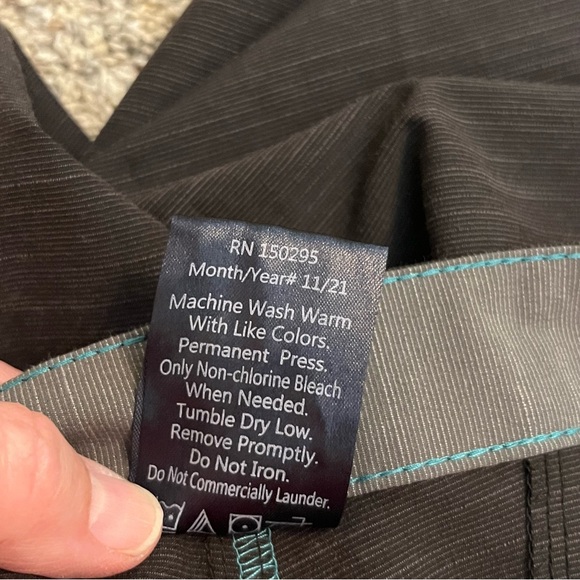 RN 150295
Month/Year# 11/21
Machine Wash Warm
With Like Colors.
Permanent Press.
Only Non-chlorine Bleach
When Needed.
Tumble Dry Low.
Remove Promptly.
Do Not Iron.
Do Not Commercially Launder.